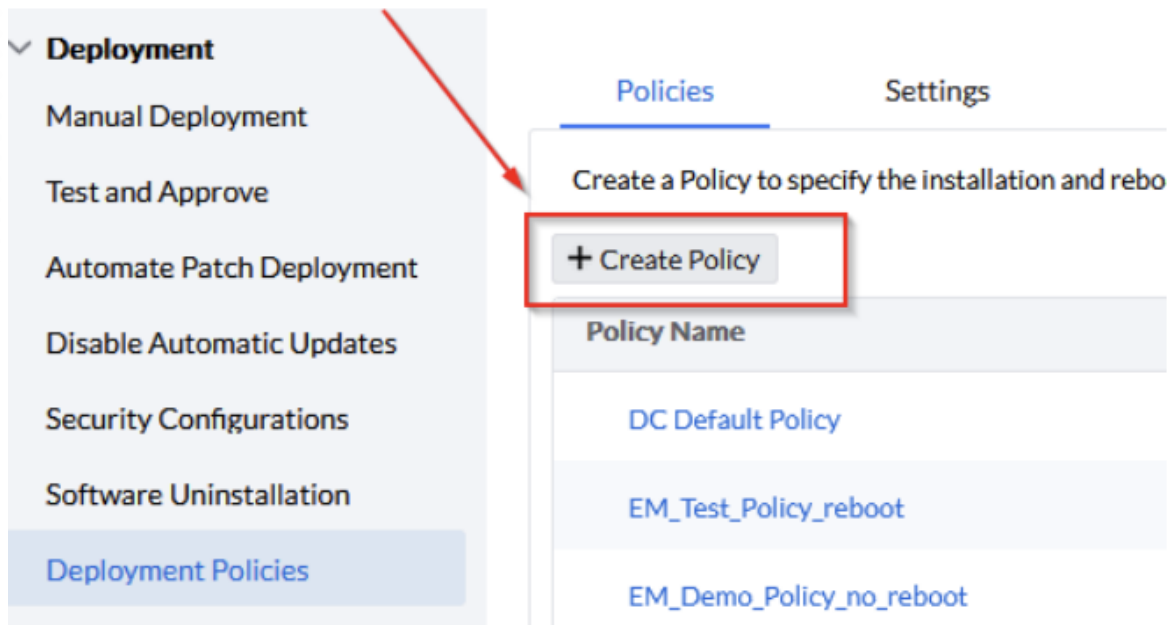 Deployment
Manual Deployment
Test and Approve
Automate Patch Deployment
Disable Automatic Updates
Security Configurations
Software Uninstallation
Deployment Policies
Policies
Settings
Create a Policy to specify the installation and rebo
+ Create Policy
Policy Name
DC Default Policy
EM_Test_Policy_reboot
EM_Demo_Policy_no_reboot